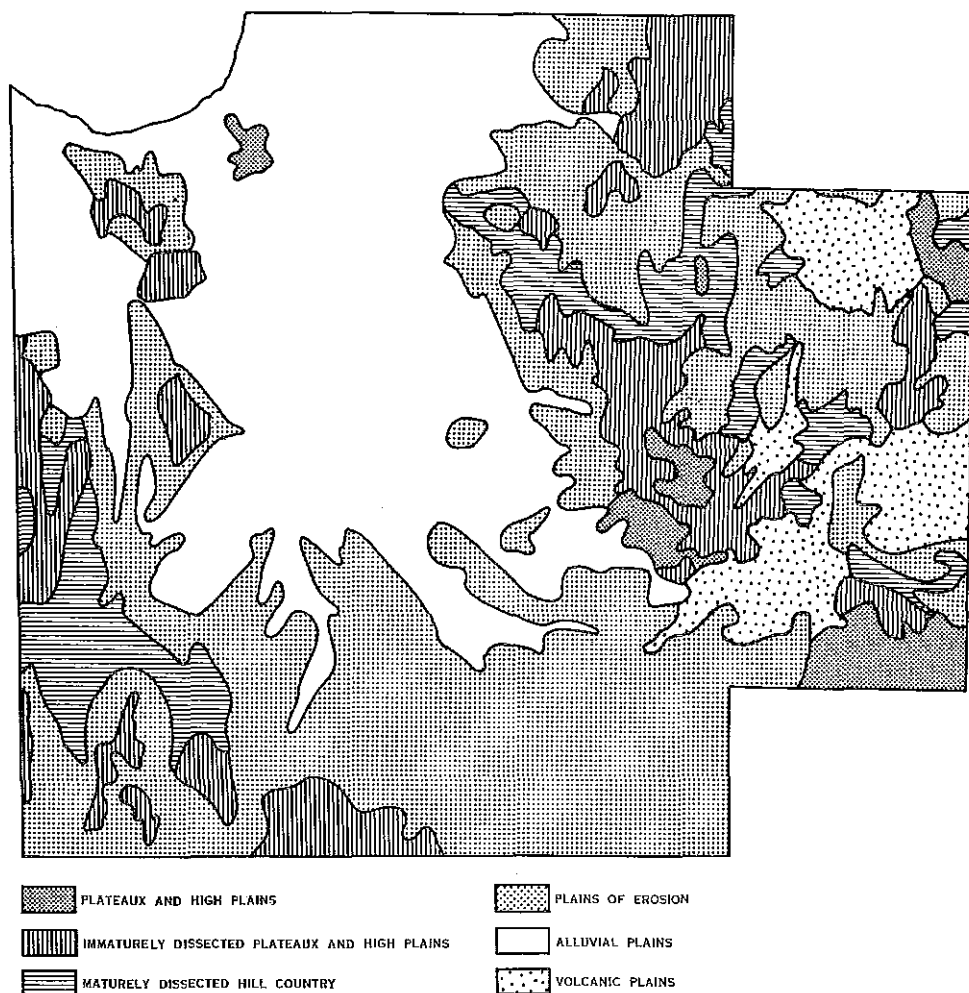 PLATEAUX AND HIGH PLAINS
IMMATURELY DISSECTED PLATEAUX AND HIGH PLAINS
MATURELY DISSECTED HILL COUNTRY
PLAINS OF EROSION
ALLUVIAL PLAINS
VOLCANIC PLAINS